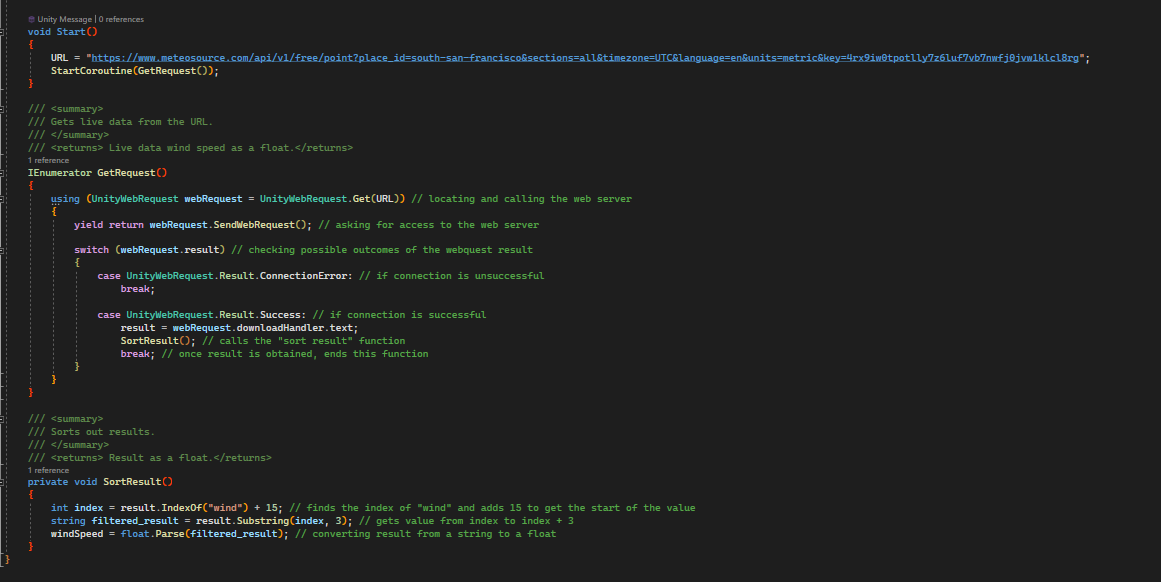 Unity Message | 0 references
void Start()
{
URL = "https://www.meteosource.com/api/v1/free/point?place_id=south-san-francisco&sections=all&timezone=UTC&language=en&units=metric&key=4rx9iw0tpotlly7z6luf7vb7nwfj0jvw1klcl8rg";
StartCoroutine(GetRequest());
}
/// <summary>
/// Gets live data from the URL.
/// </summary>
/// <returns> Live data wind speed as a float.</returns>
1 reference
IEnumerator GetRequest()
{
using (UnityWebRequest webRequest = UnityWebRequest.Get(URL)) // locating and calling the web server
{
yield return webRequest.SendWebRequest(); // asking for access to the web server
switch (webRequest.result) // checking possible outcomes of the webquest result
{
case UnityWebRequest.Result.ConnectionError: // if connection is unsuccessful
break;
case UnityWebRequest.Result.Success: // if connection is successful
result = webRequest.downloadHandler.text;
SortResult(); // calls the "sort result" function
break; // once result is obtained, ends this function
}
}
}
/// <summary>
/// Sorts out results.
/// </summary>
/// <returns> Result as a float.</returns>
1 reference
private void SortResult()
{
int index = result.IndexOf("wind") + 15; // finds the index of "wind" and adds 15 to get the start of the value
string filtered_result = result.Substring(index, 3); // gets value from index to index + 3
windSpeed = float.Parse(filtered_result); // converting result from a string to a float
}
}